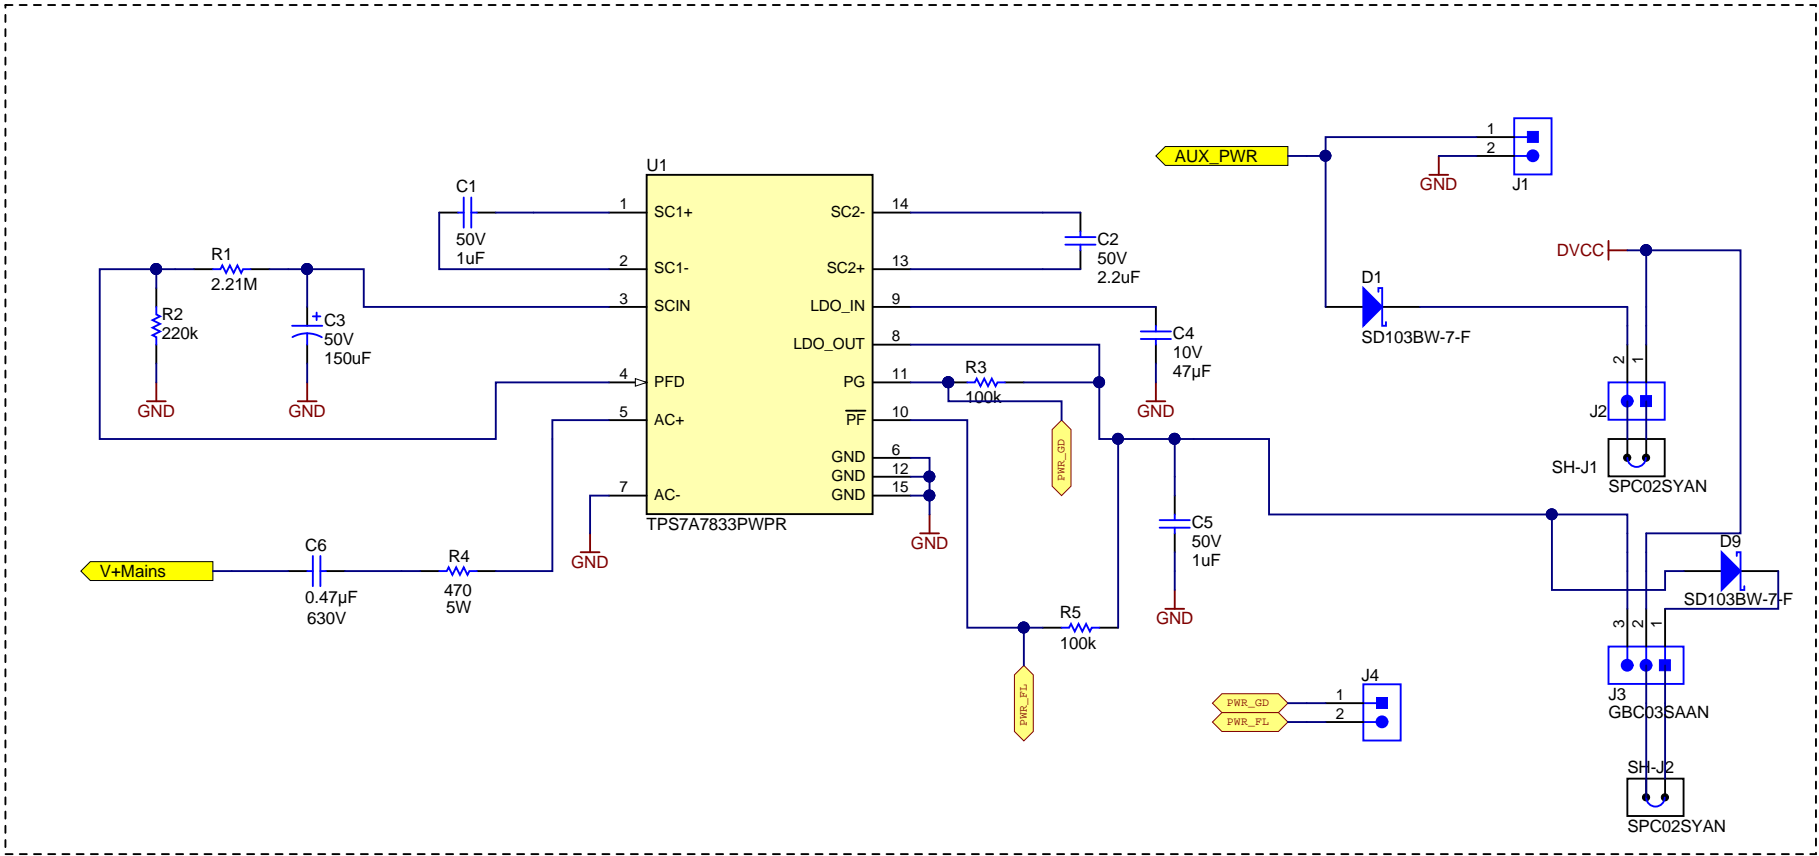 U1
C1
50V
1uF
1
2
3
4
5
7
SC1+
SC1-
SCIN
PFD
AC+
AC-
SC2-
SC2+
LDO_IN
LDO_OUT
PG
PF
GND
GND
GND
14
13
9
8
11
10
6
12
15
TPS7A7833PWPR
R1
2.21M
R2
220k
C3
50V
150uF
GND
GND
C2
50V
2.2uF
C4
10V
47µF
GND
R3
100k
PWR_GD
GND
GND
V+Mains
C6
0.47µF
630V
R4
470
5W
C5
50V
1uF
GND
R5
100k
PWR_FL
AUX_PWR
1
2
J1
GND
DVCC
D1
SD103BW-7-F
2
1
J2
SH-J1
SPC02SYAN
D9
SD103BW-7-F
3
2
1
J3
GBC03SAAN
SH-J2
SPC02SYAN
J4
PWR_GD
PWR_FL
1
2